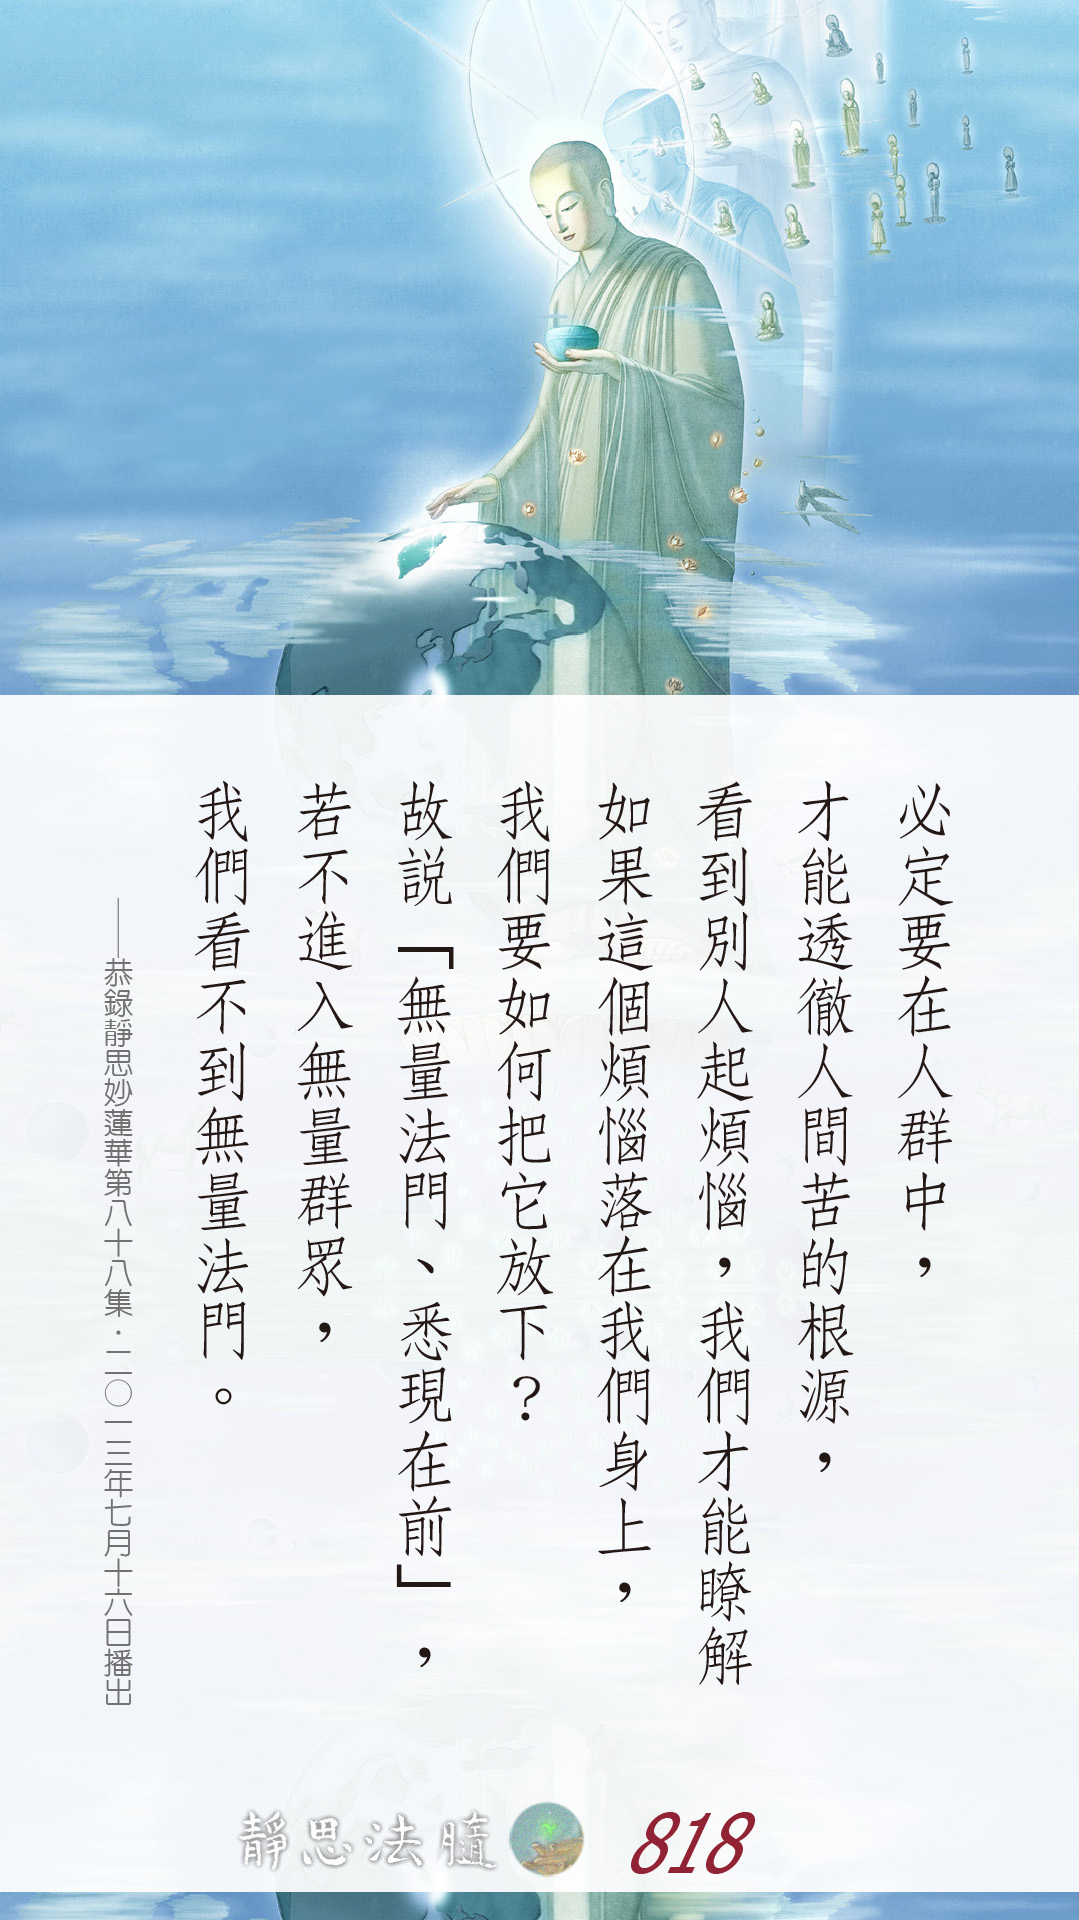 必定要在人群中，
才能透徹人間苦的根源，
看到別人起煩惱，我們才能瞭解
如果這個煩惱落在我們身上，
我們要如何把它放下？
故説「無量法門、悉現在前」，
若不進入無量群眾，
我們看不到無量法門。
——恭錄靜思妙蓮華第八十八集．二〇一三年七月十六日播出
靜思法髓
818